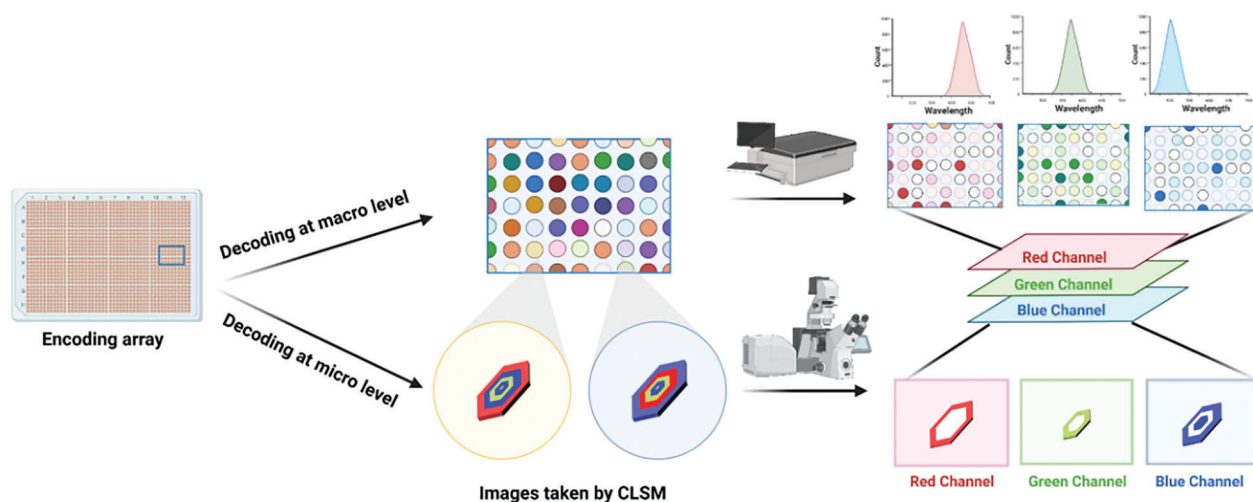 Encoding array
Decoding at macro level
Decoding at micro level
Images taken by CLSM
Count
Wavelength
Count
Wavelength
Count
Wavelength
Red Channel
Green Channel
Blue Channel
Red Channel
Green Channel
Blue Channel